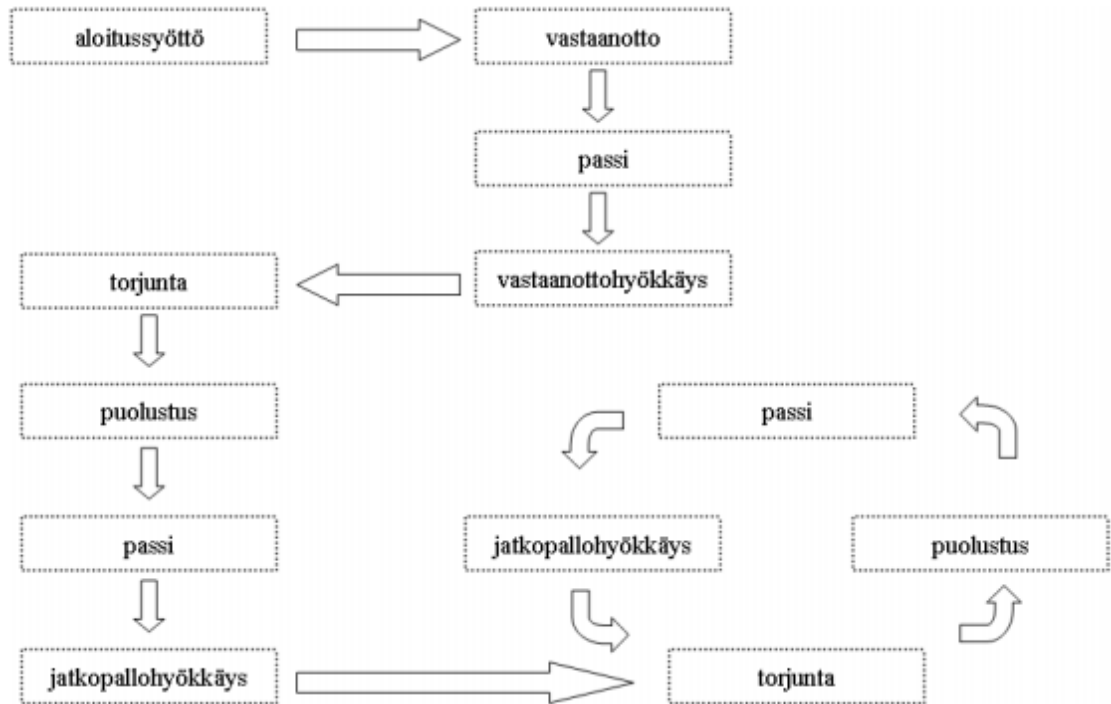 aloitussyöttö
vastaanotto
passi
vastaanottohyökkäys
torjunta
puolustus
passi
jatkopallohyökkäys
torjunta
puolustus
passi
jatkopallohyökkäys